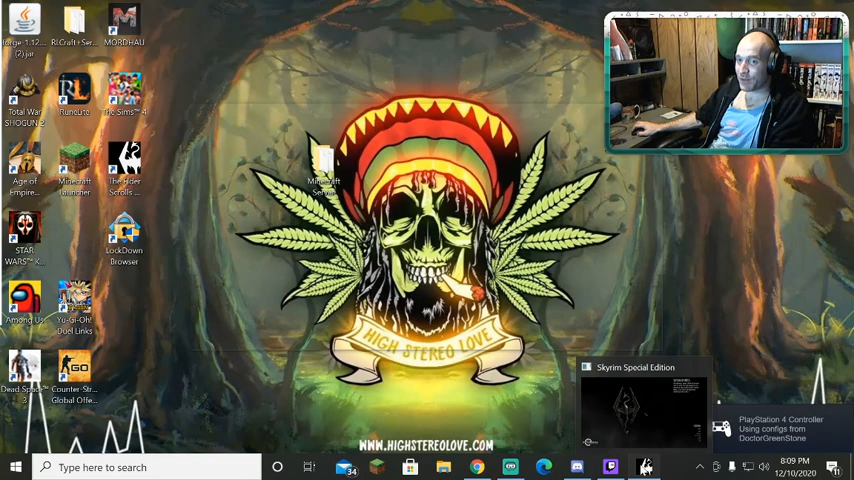 forge-1.12....
(2).jar
RLCraft+Ser...
MORDHAU
Total War
SHOGUN 2
RuneLite
The Sims™ 4
Age of
Empire...
Minecraft
Launcher
The Elder
Scrolls ...
STAR
WARS™ K...
LockDown
Browser
Among Us
Yu-Gi-Oh!
Duel Links
Dead Space™
3
Counter-Str...
Global Offe...
Minecraft
Server
HIGH STEREO LOVE
WWW.HIGHSTEREOLOVE.COM
Skyrim Special Edition
PlayStation 4 Controller
Using configs from
DoctorGreenStone
Type here to search
34
8:09 PM
12/10/2020
11